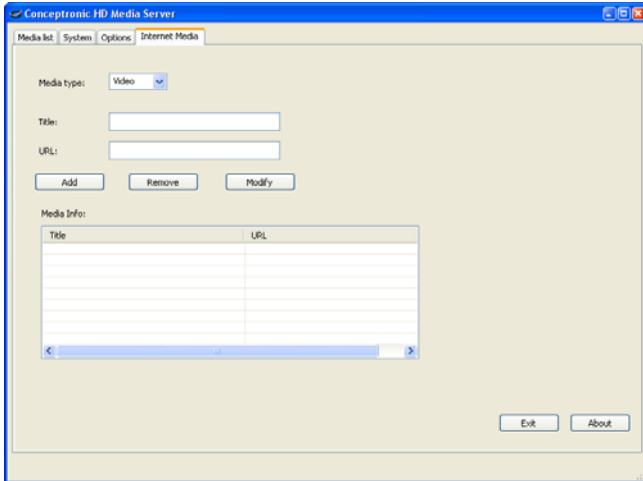 Conceptronic HD Media Server
Media list System Options Internet Media
Media type: Video
Title:
URL:
Add Remove Modify
Media Info:
Title URL
Exit About